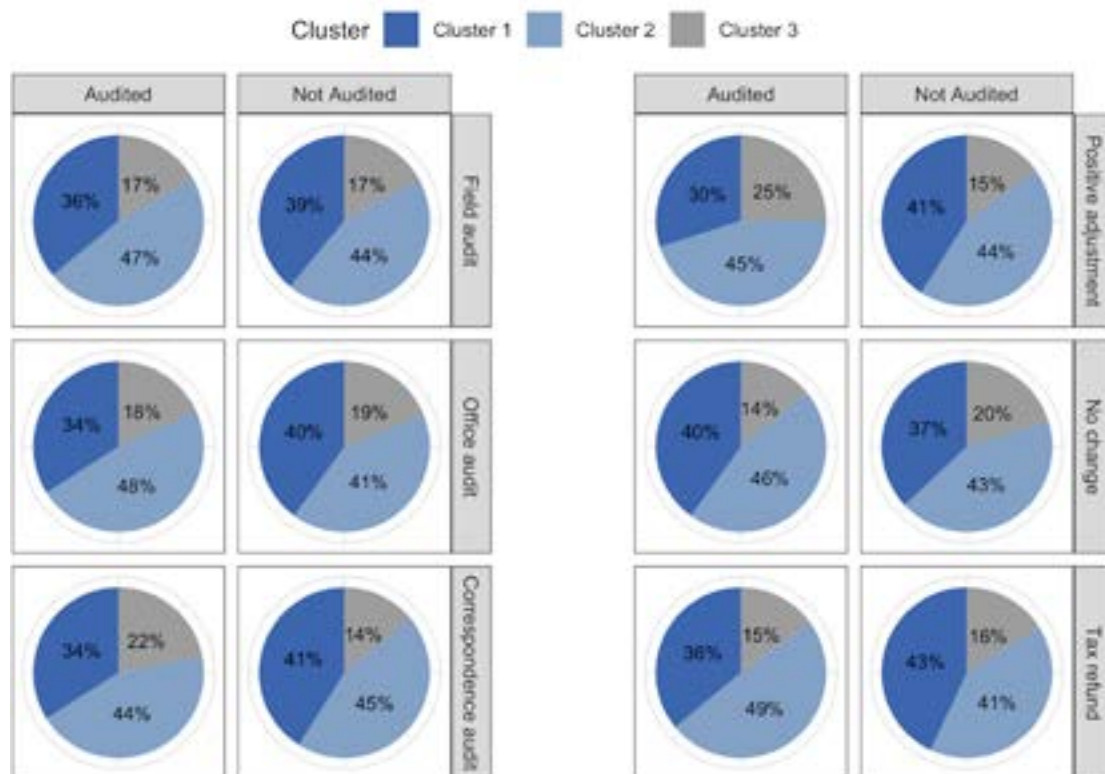 Cluster Cluster 1 Cluster 2 Cluster 3
Audited Not Audited Audited Not Audited
36% 17% 47% 39% 17% 44% Field audit
30% 25% 45% 41% 15% 44% Positive adjustment
34% 18% 48% 40% 19% 41% Office audit
40% 14% 46% 37% 20% 43% No change
34% 22% 44% 41% 14% 45% Correspondence audit
36% 15% 49% 43% 16% 41% Tax refund